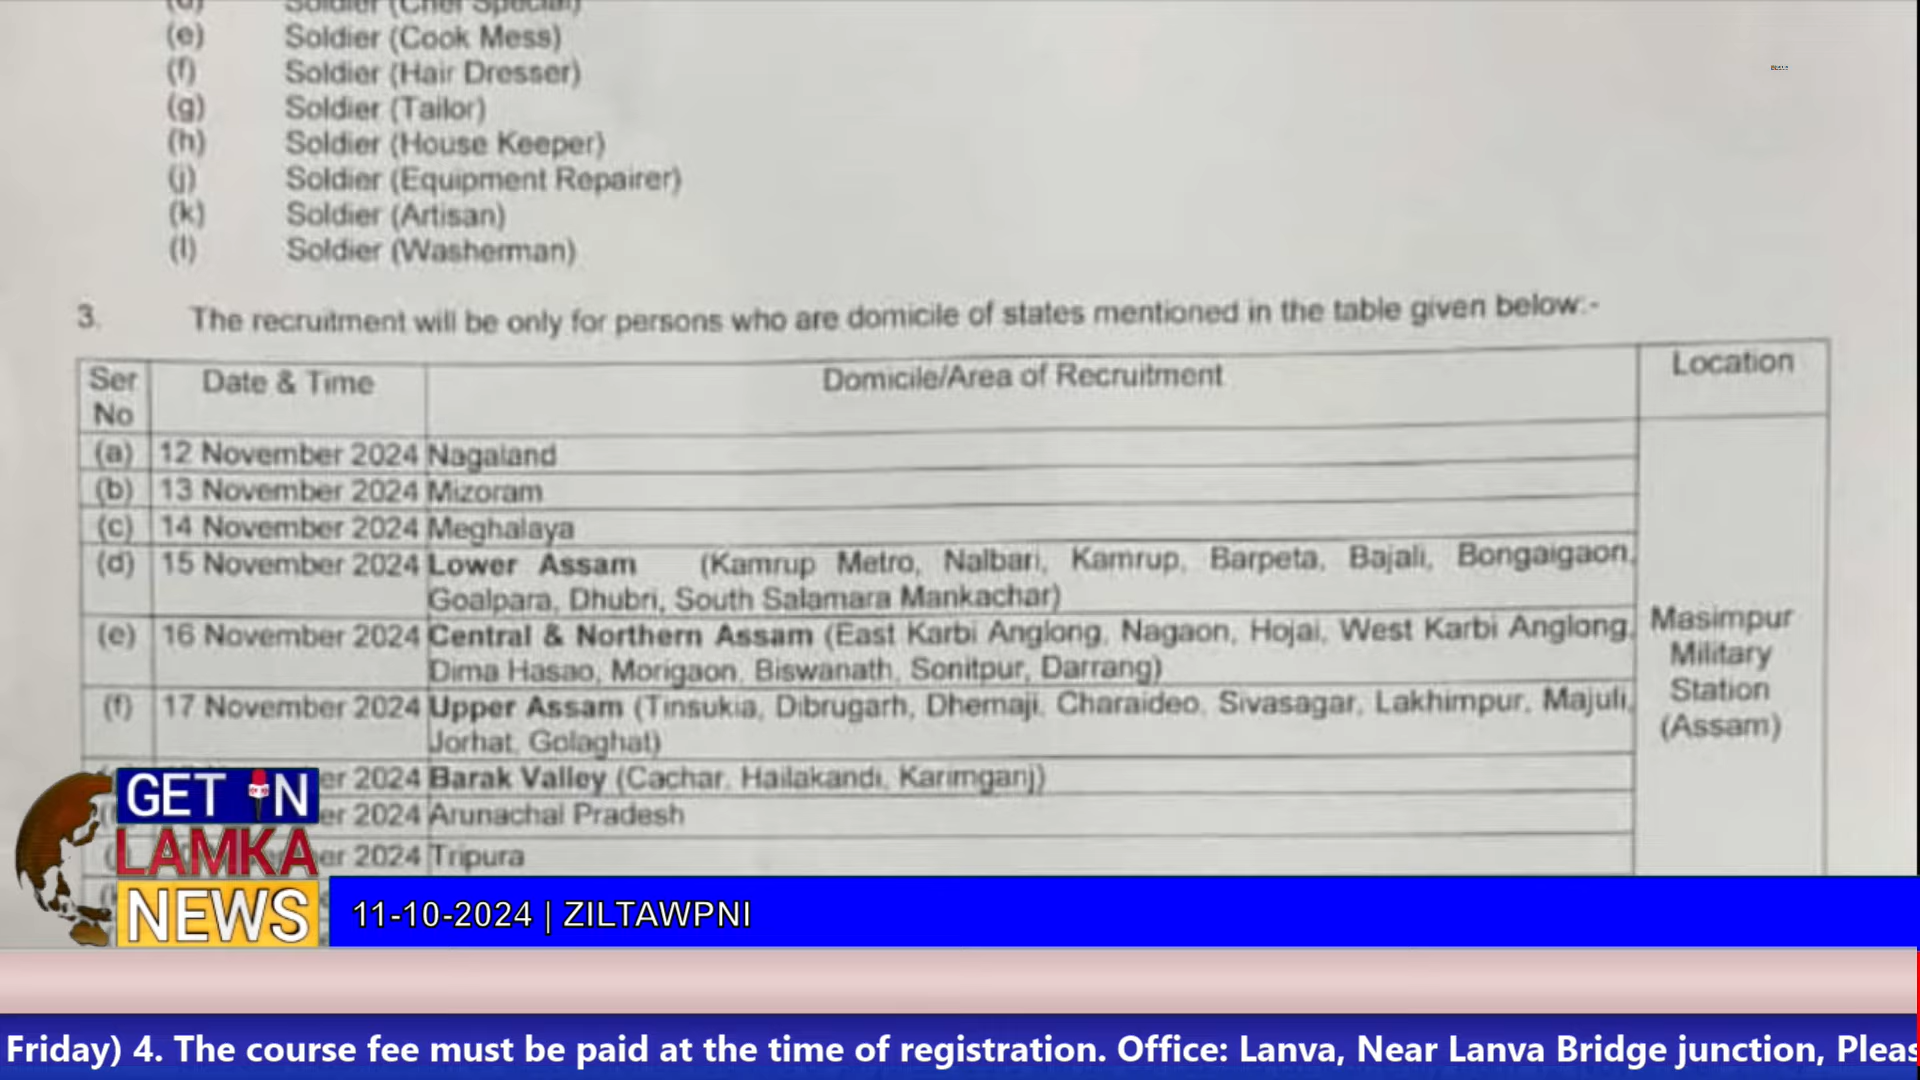 (d) Soldier (Chef Special)
(e) Soldier (Cook Mess)
(f) Soldier (Hair Dresser)
(g) Soldier (Tailor)
(h) Soldier (House Keeper)
(j) Soldier (Equipment Repairer)
(k) Soldier (Artisan)
(l) Soldier (Washerman)
3. The recruitment will be only for persons who are domicile of states mentioned in the table given below:-
Ser No Date & Time Domicile/Area of Recruitment Location
(a) 12 November 2024 Nagaland
(b) 13 November 2024 Mizoram
(c) 14 November 2024 Meghalaya
(d) 15 November 2024 Lower Assam (Kamrup Metro, Nalbari, Kamrup, Barpeta, Bajali, Bongaigaon,
Goalpara, Dhubri, South Salamara Mankachar)
(e) 16 November 2024 Central & Northern Assam (East Karbi Anglong, Nagaon, Hojai, West Karbi Anglong,
Dima Hasao, Morigaon, Biswanath, Sonitpur, Darrang)
(f) 17 November 2024 Upper Assam (Tinsukia, Dibrugarh, Dhemaji, Charaideo, Sivasagar, Lakhimpur, Majuli,
Jorhat, Golaghat)
er 2024 Barak Valley (Cachar, Hailakandi, Karimganj)
er 2024 Arunachal Pradesh
er 2024 Tripura
Masimpur
Military
Station
(Assam)
GET IN
LAMKA
NEWS
11-10-2024 | ZILTAWPNI
Friday) 4. The course fee must be paid at the time of registration. Office: Lanva, Near Lanva Bridge junction, Pleas